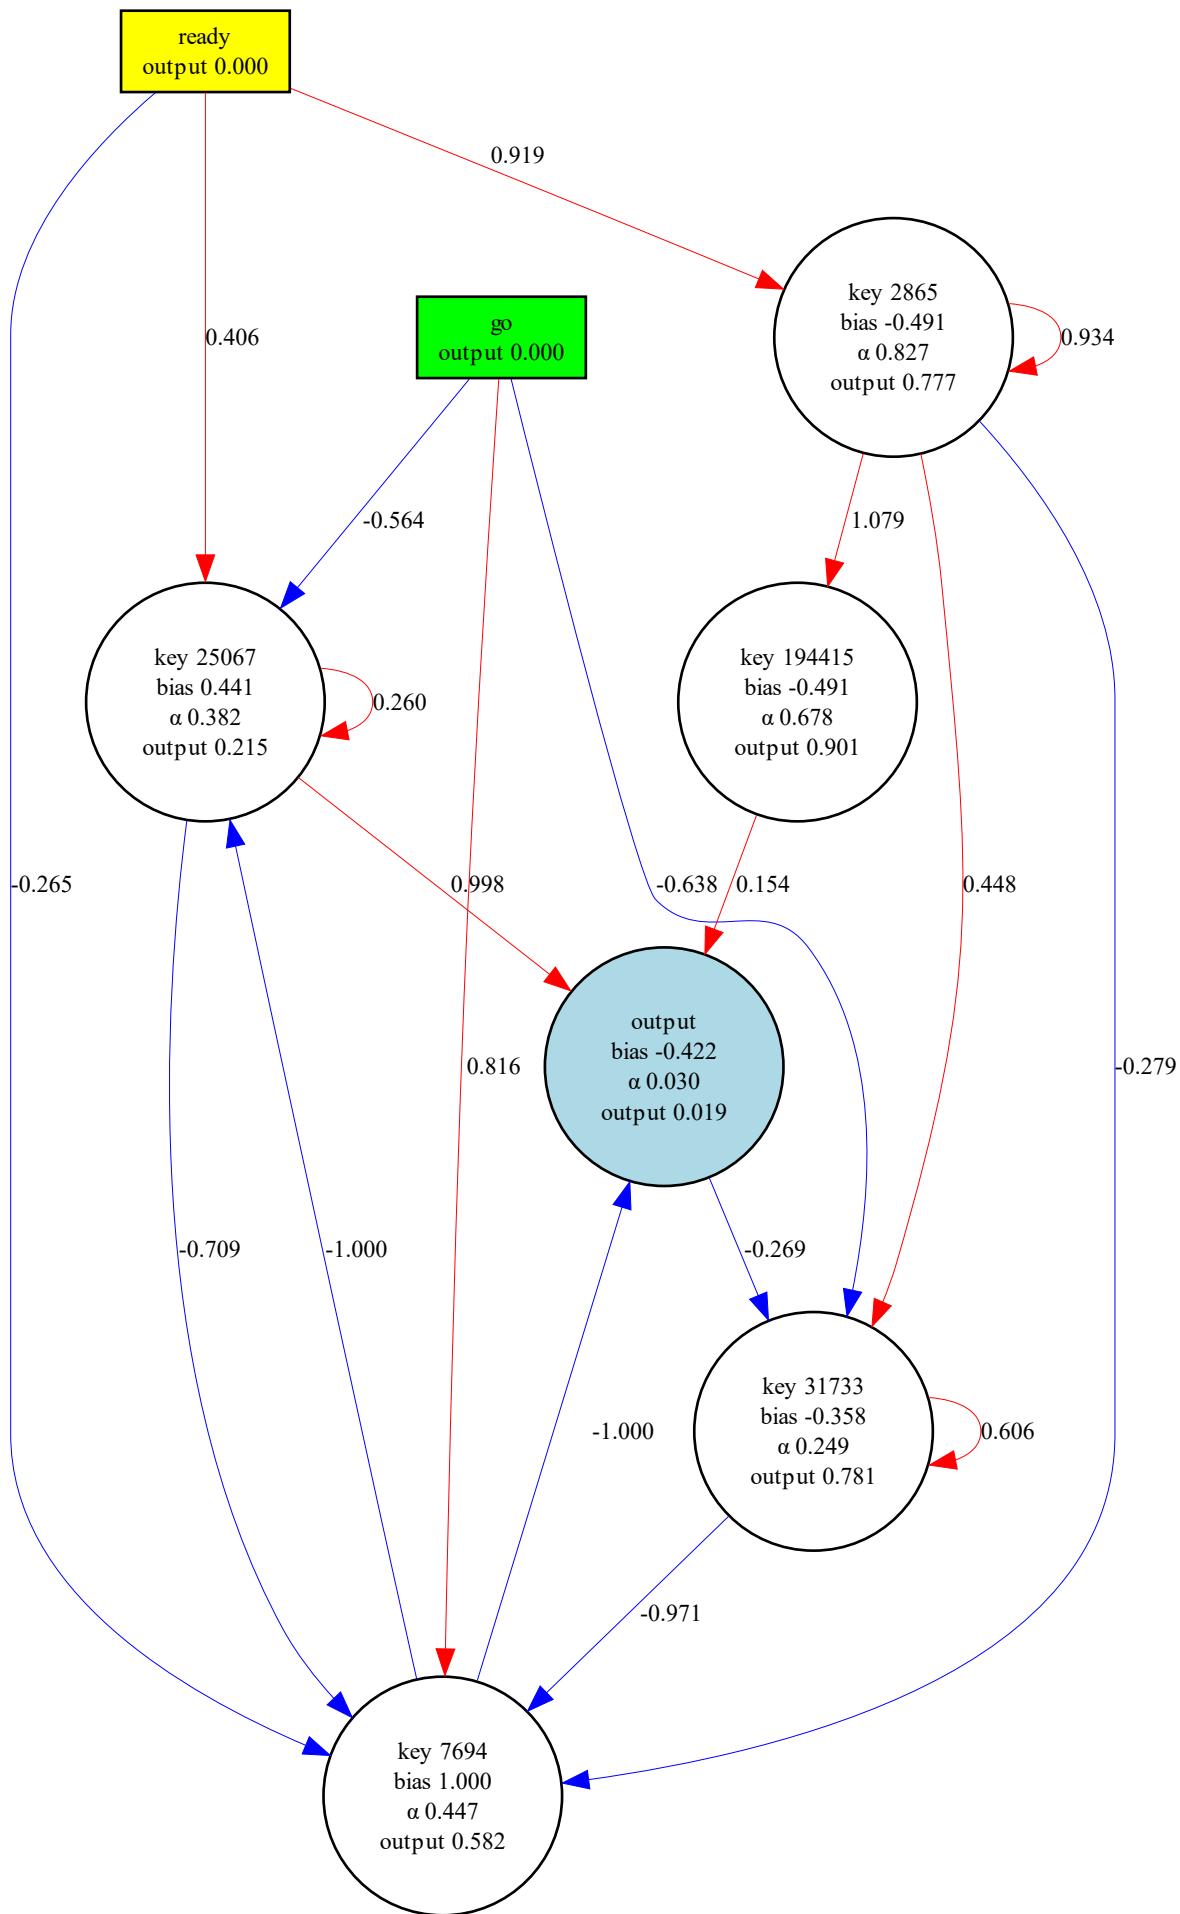 ready
output 0.000
0.919
key 2865
bias -0.491
α 0.827
output 0.777
0.934
go
output 0.000
0.406
-0.564
1.079
key 25067
bias 0.441
α 0.382
output 0.215
0.260
key 194415
bias -0.491
α 0.678
output 0.901
-0.265
0.998
-0.638
0.154
0.448
output
bias -0.422
α 0.030
output 0.019
0.816
-0.279
-0.709
-1.000
-0.269
-1.000
key 31733
bias -0.358
α 0.249
output 0.781
0.606
-0.971
key 7694
bias 1.000
α 0.447
output 0.582